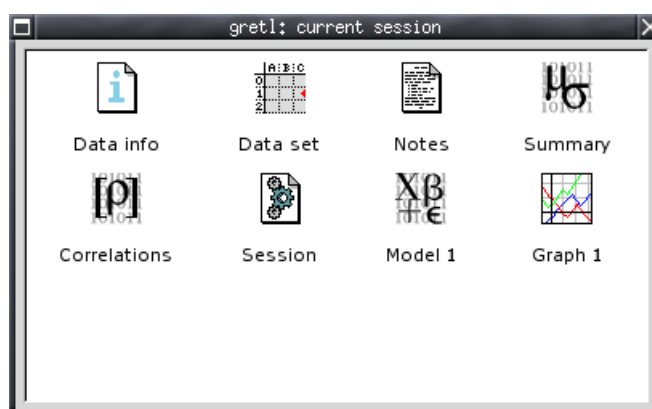 gretl: current session
Data info
Data set
Notes
Summary
Correlations
Session
Model 1
Graph 1